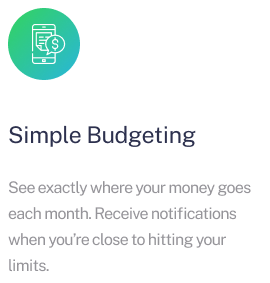 Simple Budgeting
See exactly where your money goes
each month. Receive notifications
when you’re close to hitting your
limits.